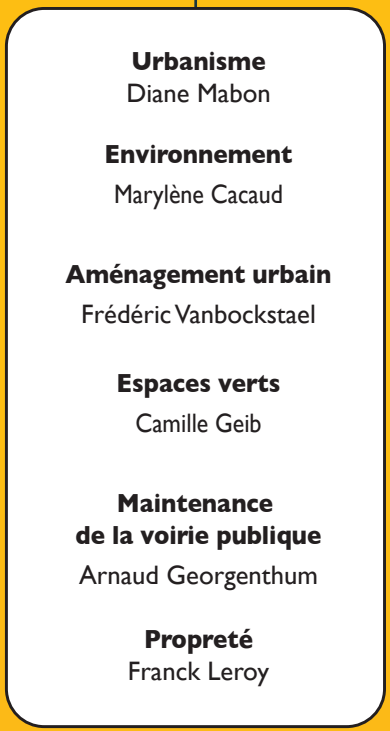 Urbanisme
Diane Mabon
Environnement
Marylène Cacaud
Aménagement urbain
Frédéric Vanbockstael
Espaces verts
Camille Geib
Maintenance
de la voirie publique
Arnaud Georgenthum
Propreté
Franck Leroy